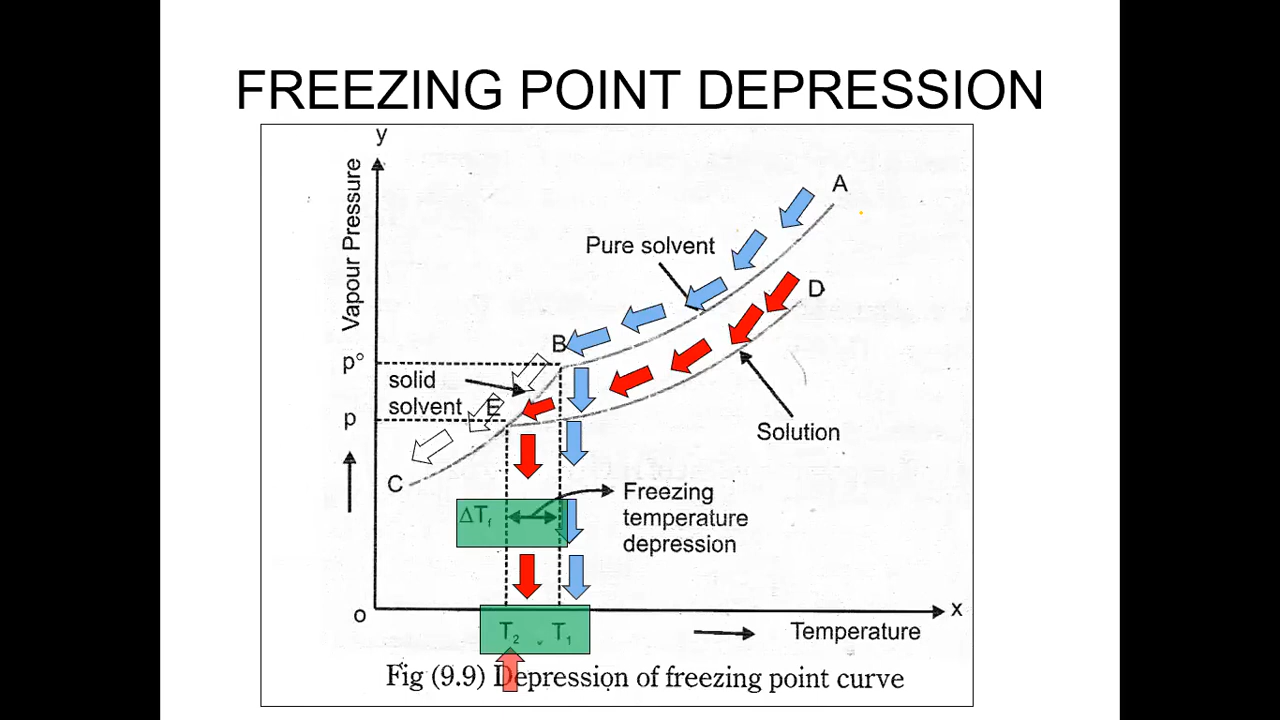 FREEZING POINT DEPRESSION
y
A
Vapour Pressure
Pure solvent
D
B
p°
solid
solvent
E
p
Solution
C
Freezing
temperature
depression
ΔTf
o
x
T2
T1
Temperature
Fig (9.9) Depression of freezing point curve